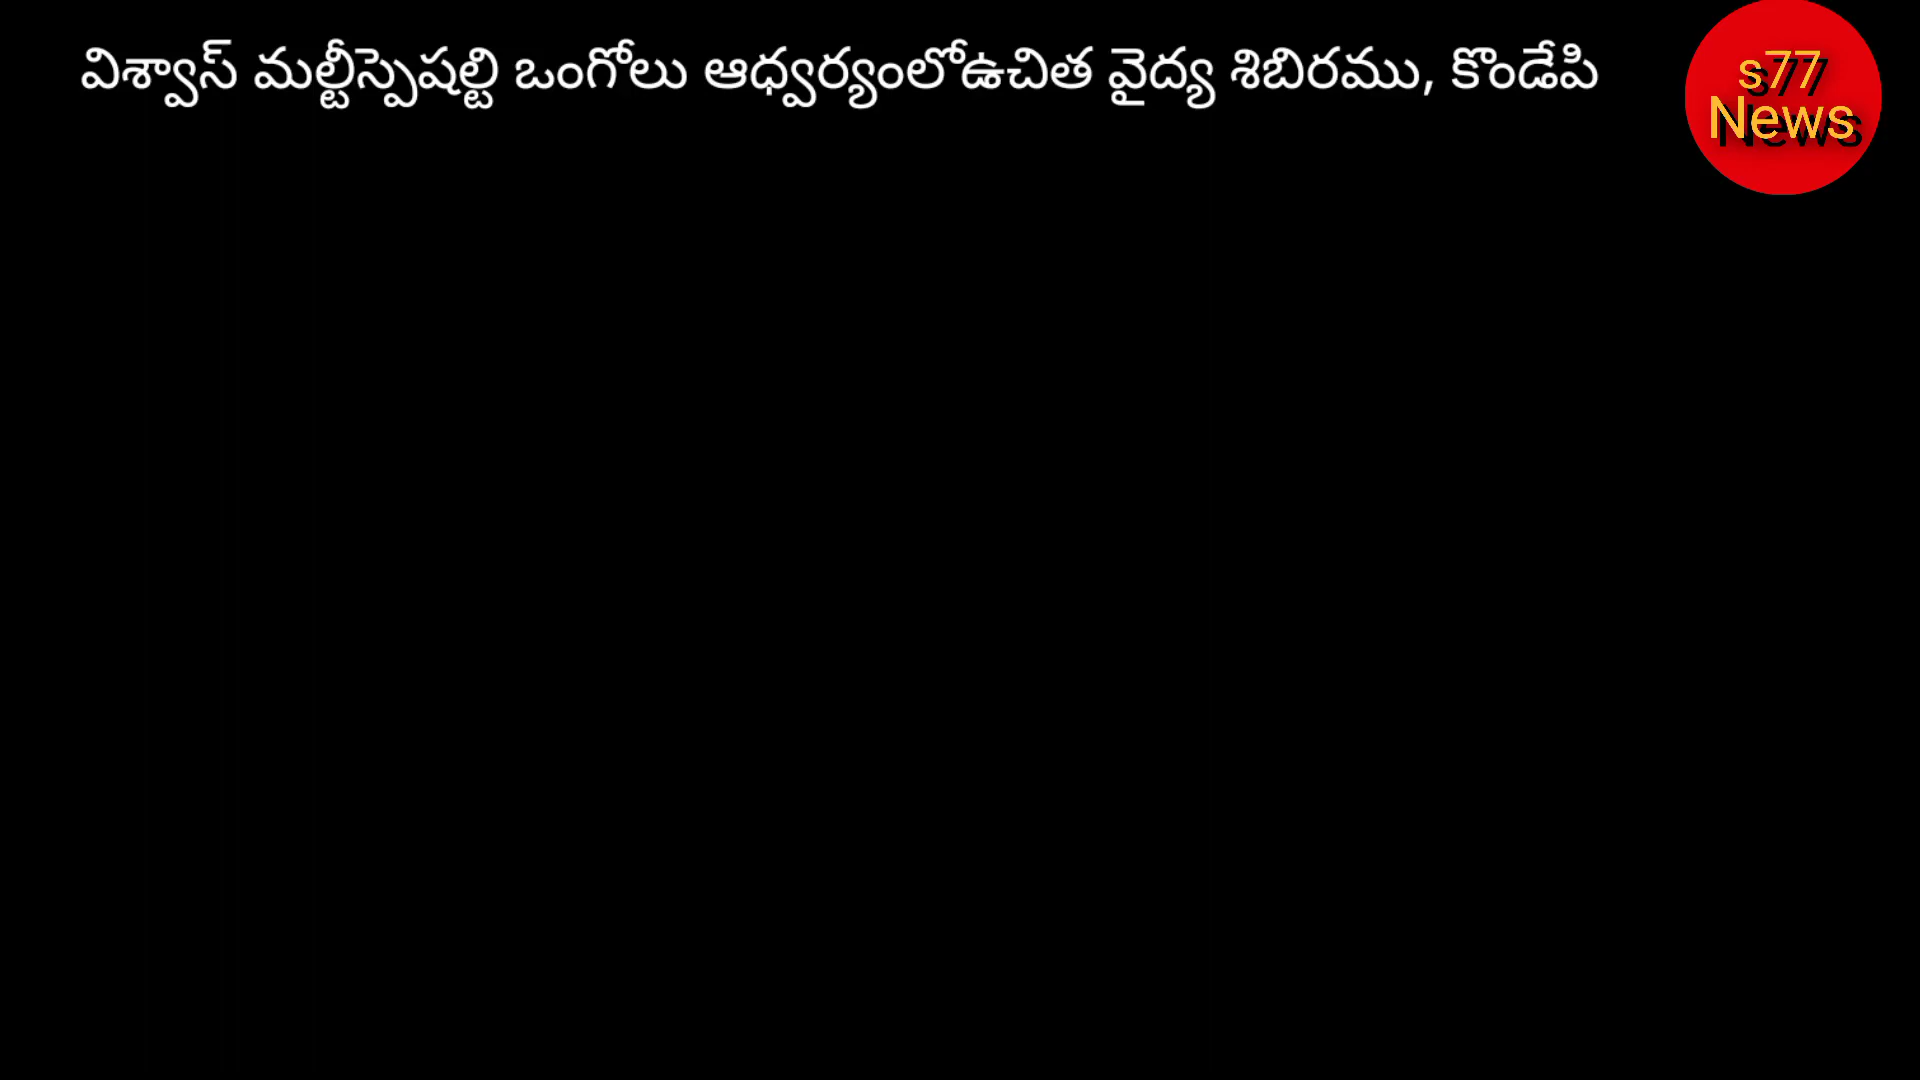 విశ్వాస్ మల్టీస్పెషల్టి ఒంగోలు ఆధ్వర్యంలోఉచిత వైద్య శిబిరము, కొండేపి
s77
News